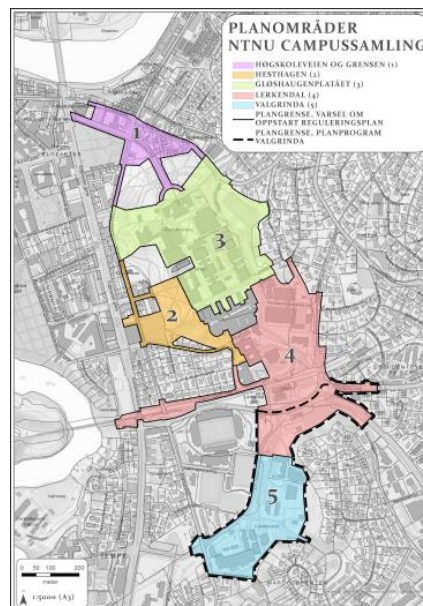 PLANOMRÅDER
NTNU CAMPUSSAMLING
HØGSKOLEVEIEN OG GRENSEN (1)
HESTHAGEN (2)
GLØSHAUGENPLATÅET (3)
LERKENDAL (4)
VALGRINDA (5)
PLANGRENSE, VARSEL OM
OPPSTART REGULERINGSPLAN
PLANGRENSE, PLANPROGRAM
VALGRINDA
1
3
2
4
5
TEMPE
0 50 100 200
meter
1:5000 (A3)